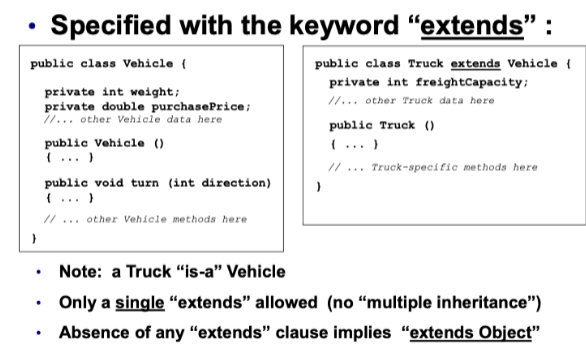 • Specified with the keyword “extends” :
public class Vehicle {
private int weight;
private double purchasePrice;
//... other Vehicle data here
public Vehicle ()
{ ... }
public void turn (int direction)
{ ... }
// ... other Vehicle methods here
}
public class Truck extends Vehicle {
private int freightCapacity;
//... other Truck data here
public Truck ()
{ ... }
// ... Truck-specific methods here
}
• Note: a Truck “is-a” Vehicle
• Only a single “extends” allowed (no “multiple inheritance”)
• Absence of any “extends” clause implies “extends Object”